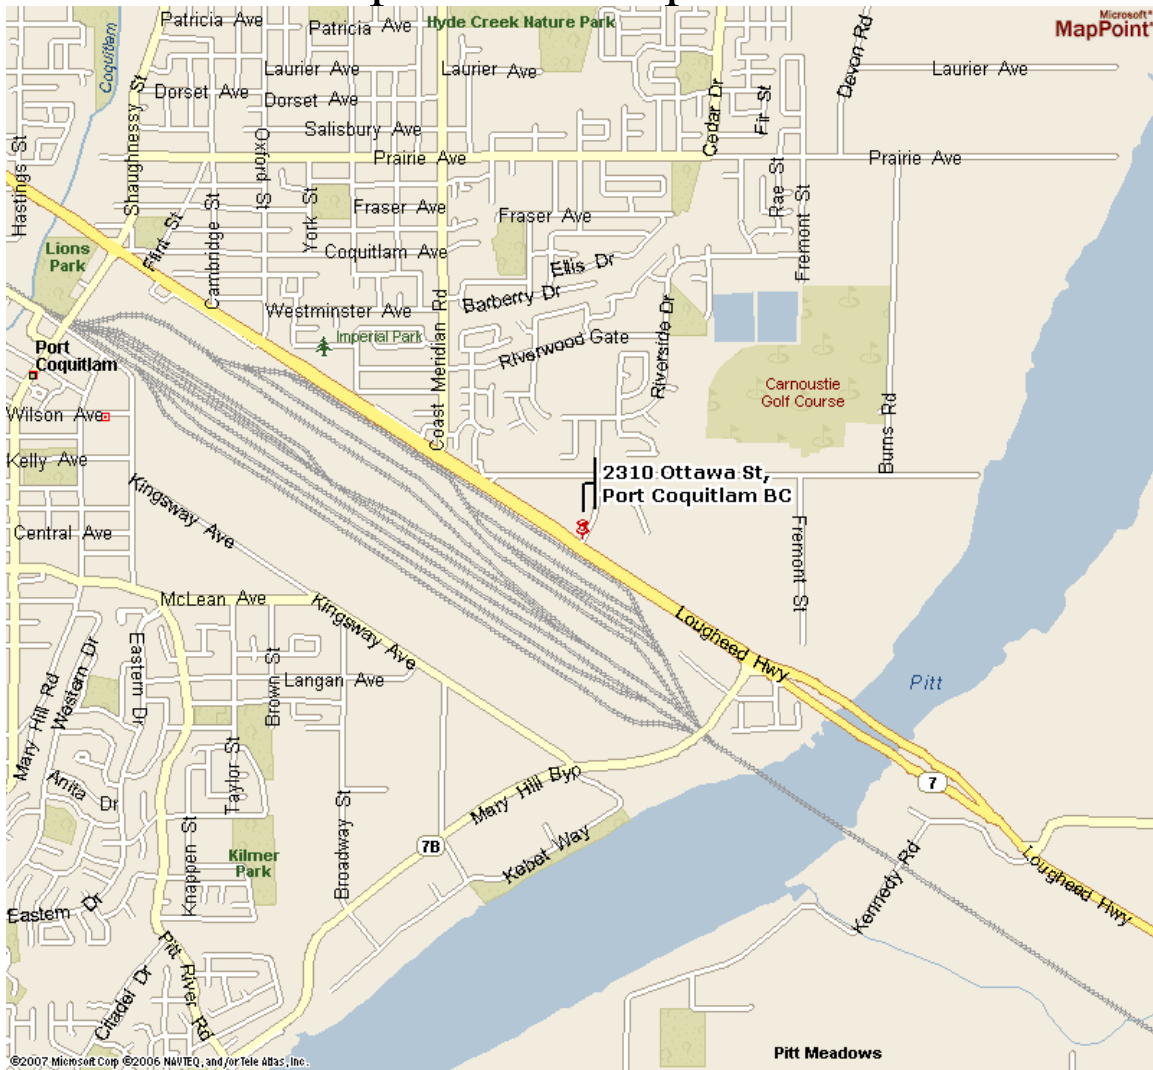 Microsoft®
MapPoint®
Patricia Ave
Patricia Ave
Hyde Creek Nature Park
Coquitlam
Laurier Ave
Laurier Ave
Laurier Ave
Devon Rd
Shaughnessy St
Dorset Ave
Dorset Ave
Cedar Dr
Fir St
Salisbury Ave
Hastings St
Oxford St
Prairie Ave
Prairie Ave
Rae St
Cambridge St
York St
Fraser Ave
Fraser Ave
Fremont St
Flint St
Lions
Park
Coquitlam Ave
Ellis Dr
Barberry Dr
Westminster Ave
Coast Meridian Rd
Riverside Dr
Imperial Park
Riverwood Gate
Port
Coquitlam
Carnoustie
Golf Course
Burns Rd
Wilson Ave
Kelly Ave
2310 Ottawa St,
Port Coquitlam BC
Kingsway Ave
Central Ave
Fremont St
McLean Ave
Kingsway Ave
Lougheed Hwy
Eastern Dr
Western Dr
Mary Hill Rd
Brown St
Langan Ave
Pitt
Taylor St
Anita Dr
Mary Hill Byp
7
Broadway St
Knappen St
7B
Kebet Way
Kilmer
Park
Kennedy Rd
Lougheed Hwy
Eastern Dr
Pitt River Rd
Citadel Dr
Pitt Meadows
©2007 Microsoft Corp ©2006 NAVTEQ, and/or Tele Atlas, Inc.